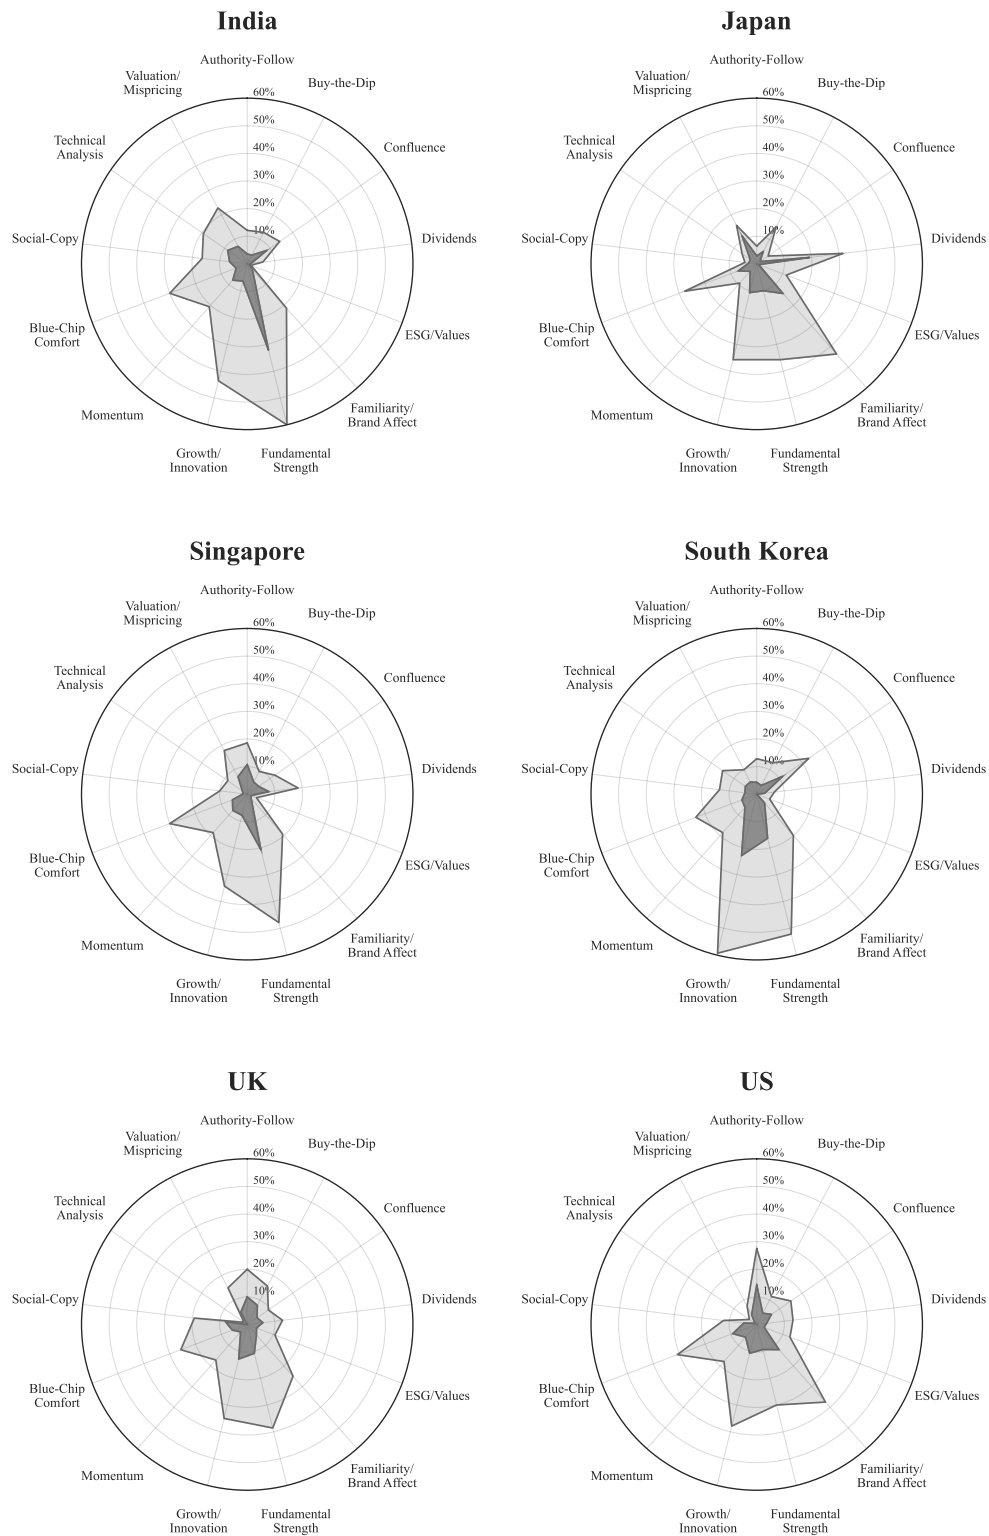 India
Authority-Follow
Buy-the-Dip
Confluence
Dividends
ESG/Values
Familiarity/
Brand Affect
Fundamental
Strength
Growth/
Innovation
Momentum
Blue-Chip
Comfort
Social-Copy
Technical
Analysis
Valuation/
Mispricing
60%
50%
40%
30%
20%
10%
Japan
Authority-Follow
Buy-the-Dip
Confluence
Dividends
ESG/Values
Familiarity/
Brand Affect
Fundamental
Strength
Growth/
Innovation
Momentum
Blue-Chip
Comfort
Social-Copy
Technical
Analysis
Valuation/
Mispricing
60%
50%
40%
30%
20%
10%
Singapore
Authority-Follow
Buy-the-Dip
Confluence
Dividends
ESG/Values
Familiarity/
Brand Affect
Fundamental
Strength
Growth/
Innovation
Momentum
Blue-Chip
Comfort
Social-Copy
Technical
Analysis
Valuation/
Mispricing
60%
50%
40%
30%
20%
10%
South Korea
Authority-Follow
Buy-the-Dip
Confluence
Dividends
ESG/Values
Familiarity/
Brand Affect
Fundamental
Strength
Growth/
Innovation
Momentum
Blue-Chip
Comfort
Social-Copy
Technical
Analysis
Valuation/
Mispricing
60%
50%
40%
30%
20%
10%
UK
Authority-Follow
Buy-the-Dip
Confluence
Dividends
ESG/Values
Familiarity/
Brand Affect
Fundamental
Strength
Growth/
Innovation
Momentum
Blue-Chip
Comfort
Social-Copy
Technical
Analysis
Valuation/
Mispricing
60%
50%
40%
30%
20%
10%
US
Authority-Follow
Buy-the-Dip
Confluence
Dividends
ESG/Values
Familiarity/
Brand Affect
Fundamental
Strength
Growth/
Innovation
Momentum
Blue-Chip
Comfort
Social-Copy
Technical
Analysis
Valuation/
Mispricing
60%
50%
40%
30%
20%
10%